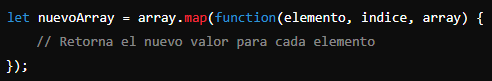 let nuevoArray = array.map(function(elemento, indice, array) {
// Retorna el nuevo valor para cada elemento
});